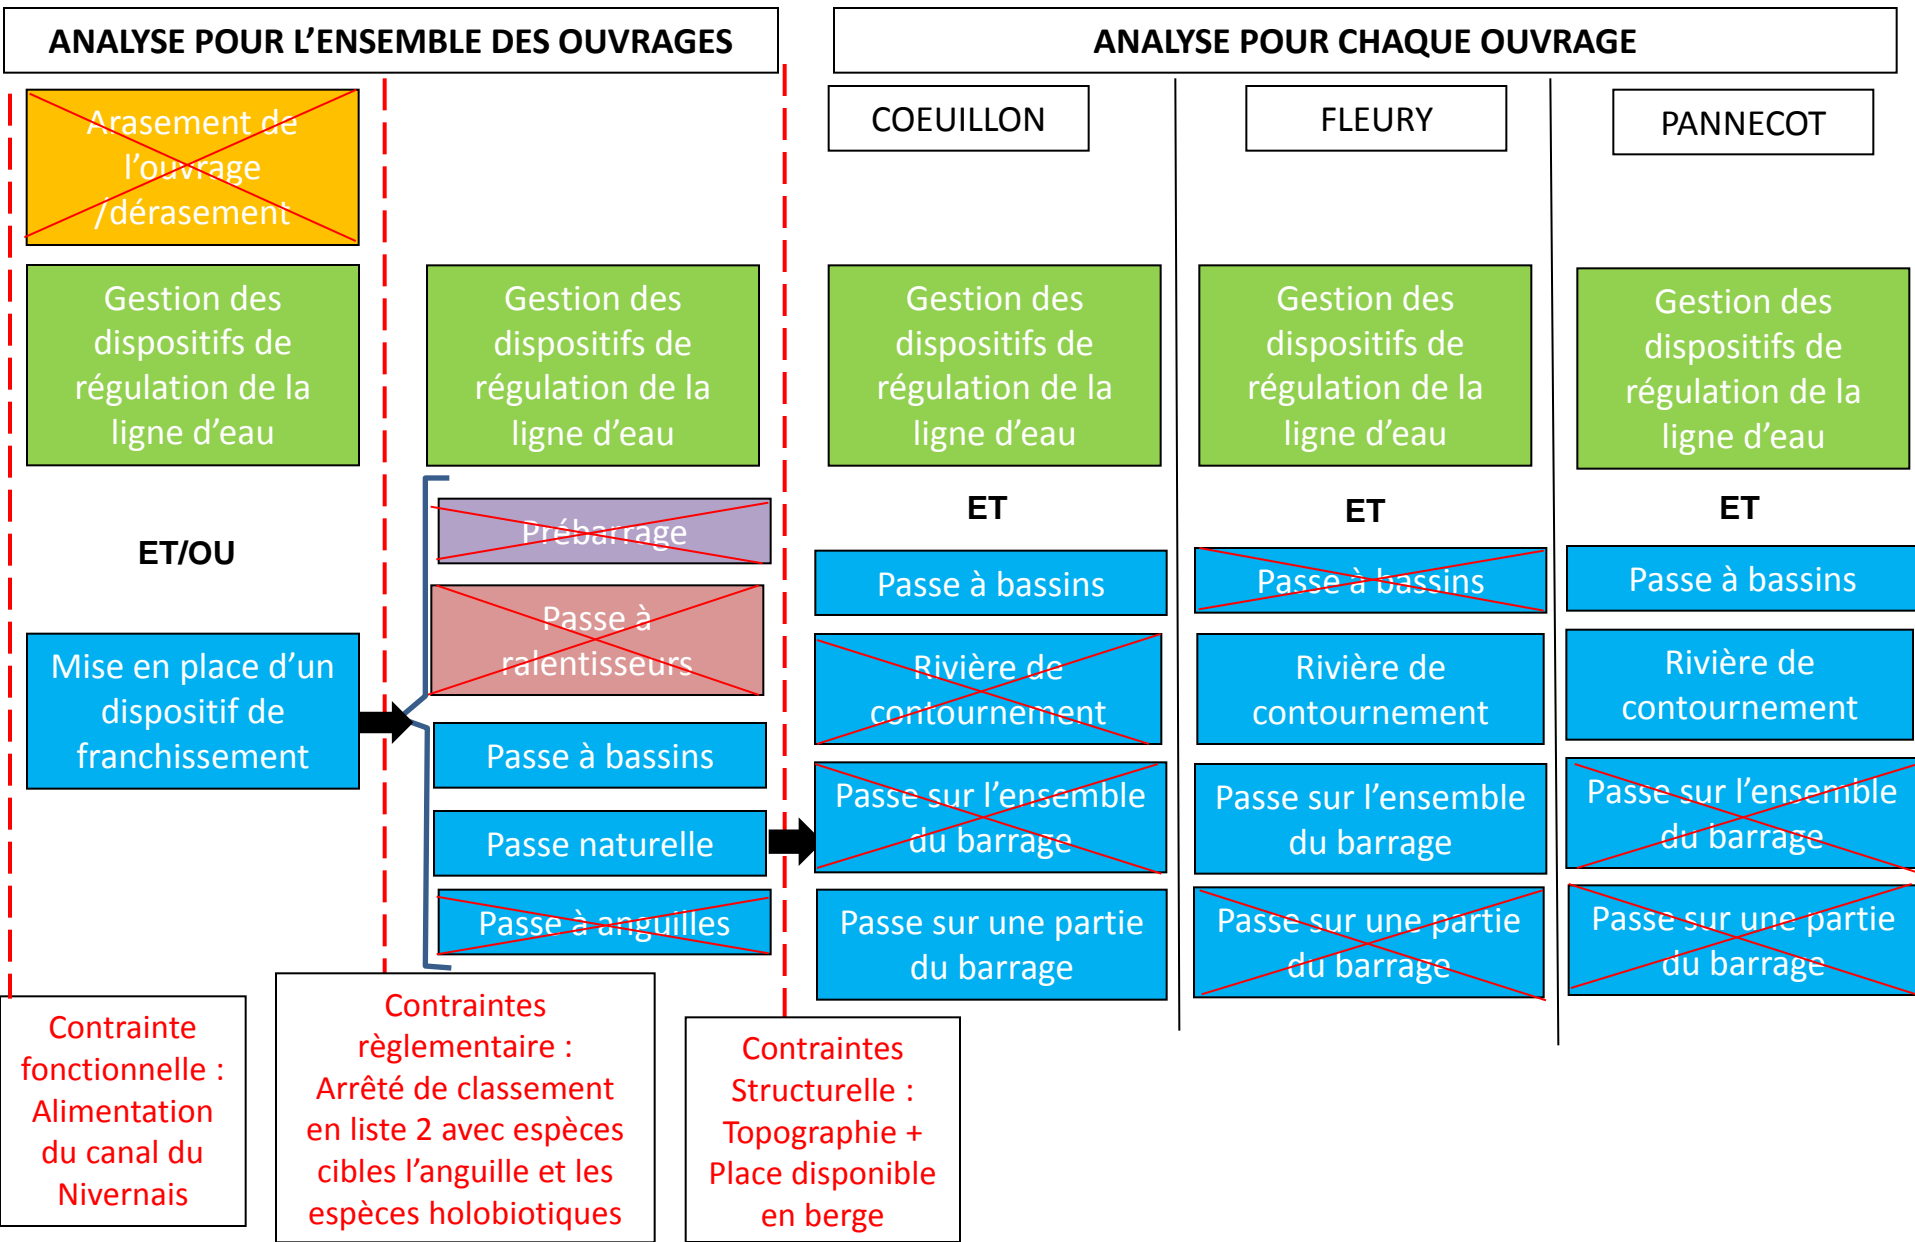 ANALYSE POUR L'ENSEMBLE DES OUVRAGES
Arasement de
l'ouvrage
/dérasement
Gestion des
dispositifs de
régulation de la
ligne d'eau
ET/OU
Mise en place d'un
dispositif de
franchissement
Gestion des
dispositifs de
régulation de la
ligne d'eau
Prébarrage
Passe à
ralentisseurs
Passe à bassins
Passe naturelle
Passe à anguilles
Contrainte
fonctionnelle :
Alimentation
du canal du
Nivernais
Contraintes
règlementaire :
Arrêté de classement
en liste 2 avec espèces
cibles l'anguille et les
espèces holobiotiques
Contraintes
Structurelle :
Topographie +
Place disponible
en berge
ANALYSE POUR CHAQUE OUVRAGE
COEUILLON
Gestion des
dispositifs de
régulation de la
ligne d'eau
ET
Passe à bassins
Rivière de
contournement
Passe sur l'ensemble
du barrage
Passe sur une partie
du barrage
FLEURY
Gestion des
dispositifs de
régulation de la
ligne d'eau
ET
Passe à bassins
Rivière de
contournement
Passe sur l'ensemble
du barrage
Passe sur une partie
du barrage
PANNECOT
Gestion des
dispositifs de
régulation de la
ligne d'eau
ET
Passe à bassins
Rivière de
contournement
Passe sur l'ensemble
du barrage
Passe sur une partie
du barrage